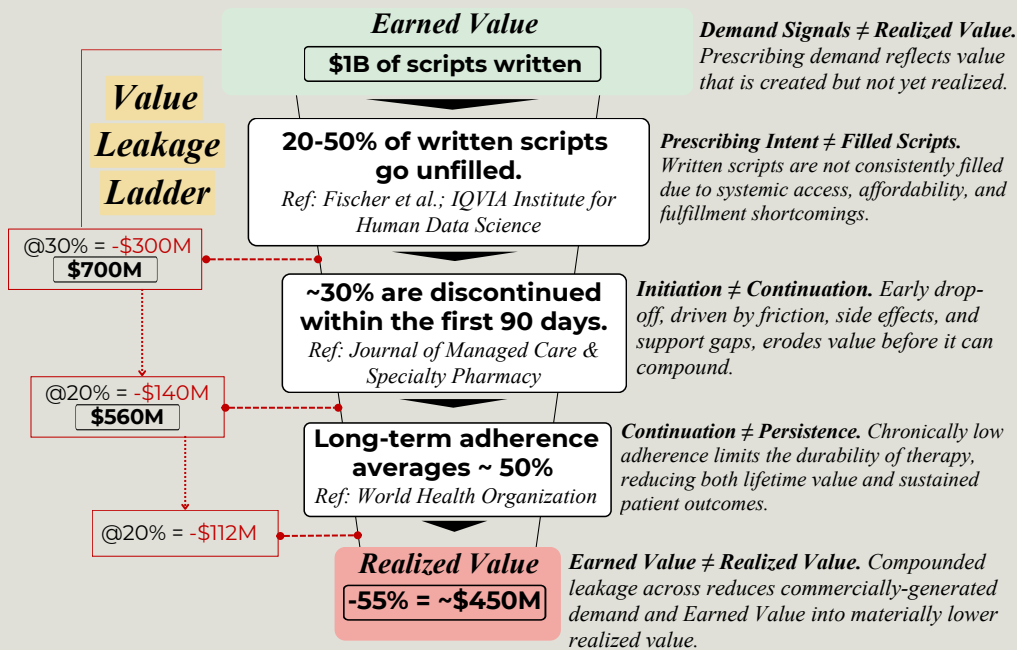 Earned Value
$1B of scripts written
Demand Signals ≠ Realized Value.
Prescribing demand reflects value
that is created but not yet realized.
Value
Leakage
Ladder
20-50% of written scripts
go unfilled.
Ref: Fischer et al.; IQVIA Institute for
Human Data Science
Prescribing Intent ≠ Filled Scripts.
Written scripts are not consistently filled
due to systemic access, affordability, and
fulfillment shortcomings.
@30% = -$300M
$700M
~30% are discontinued
within the first 90 days.
Ref: Journal of Managed Care &
Specialty Pharmacy
Initiation ≠ Continuation. Early drop-
off, driven by friction, side effects, and
support gaps, erodes value before it can
compound.
@20% = -$140M
$560M
Long-term adherence
averages ~ 50%
Ref: World Health Organization
Continuation ≠ Persistence. Chronically low
adherence limits the durability of therapy,
reducing both lifetime value and sustained
patient outcomes.
@20% = -$112M
Realized Value
-55% = ~$450M
Earned Value ≠ Realized Value. Compounded
leakage across reduces commercially-generated
demand and Earned Value into materially lower
realized value.